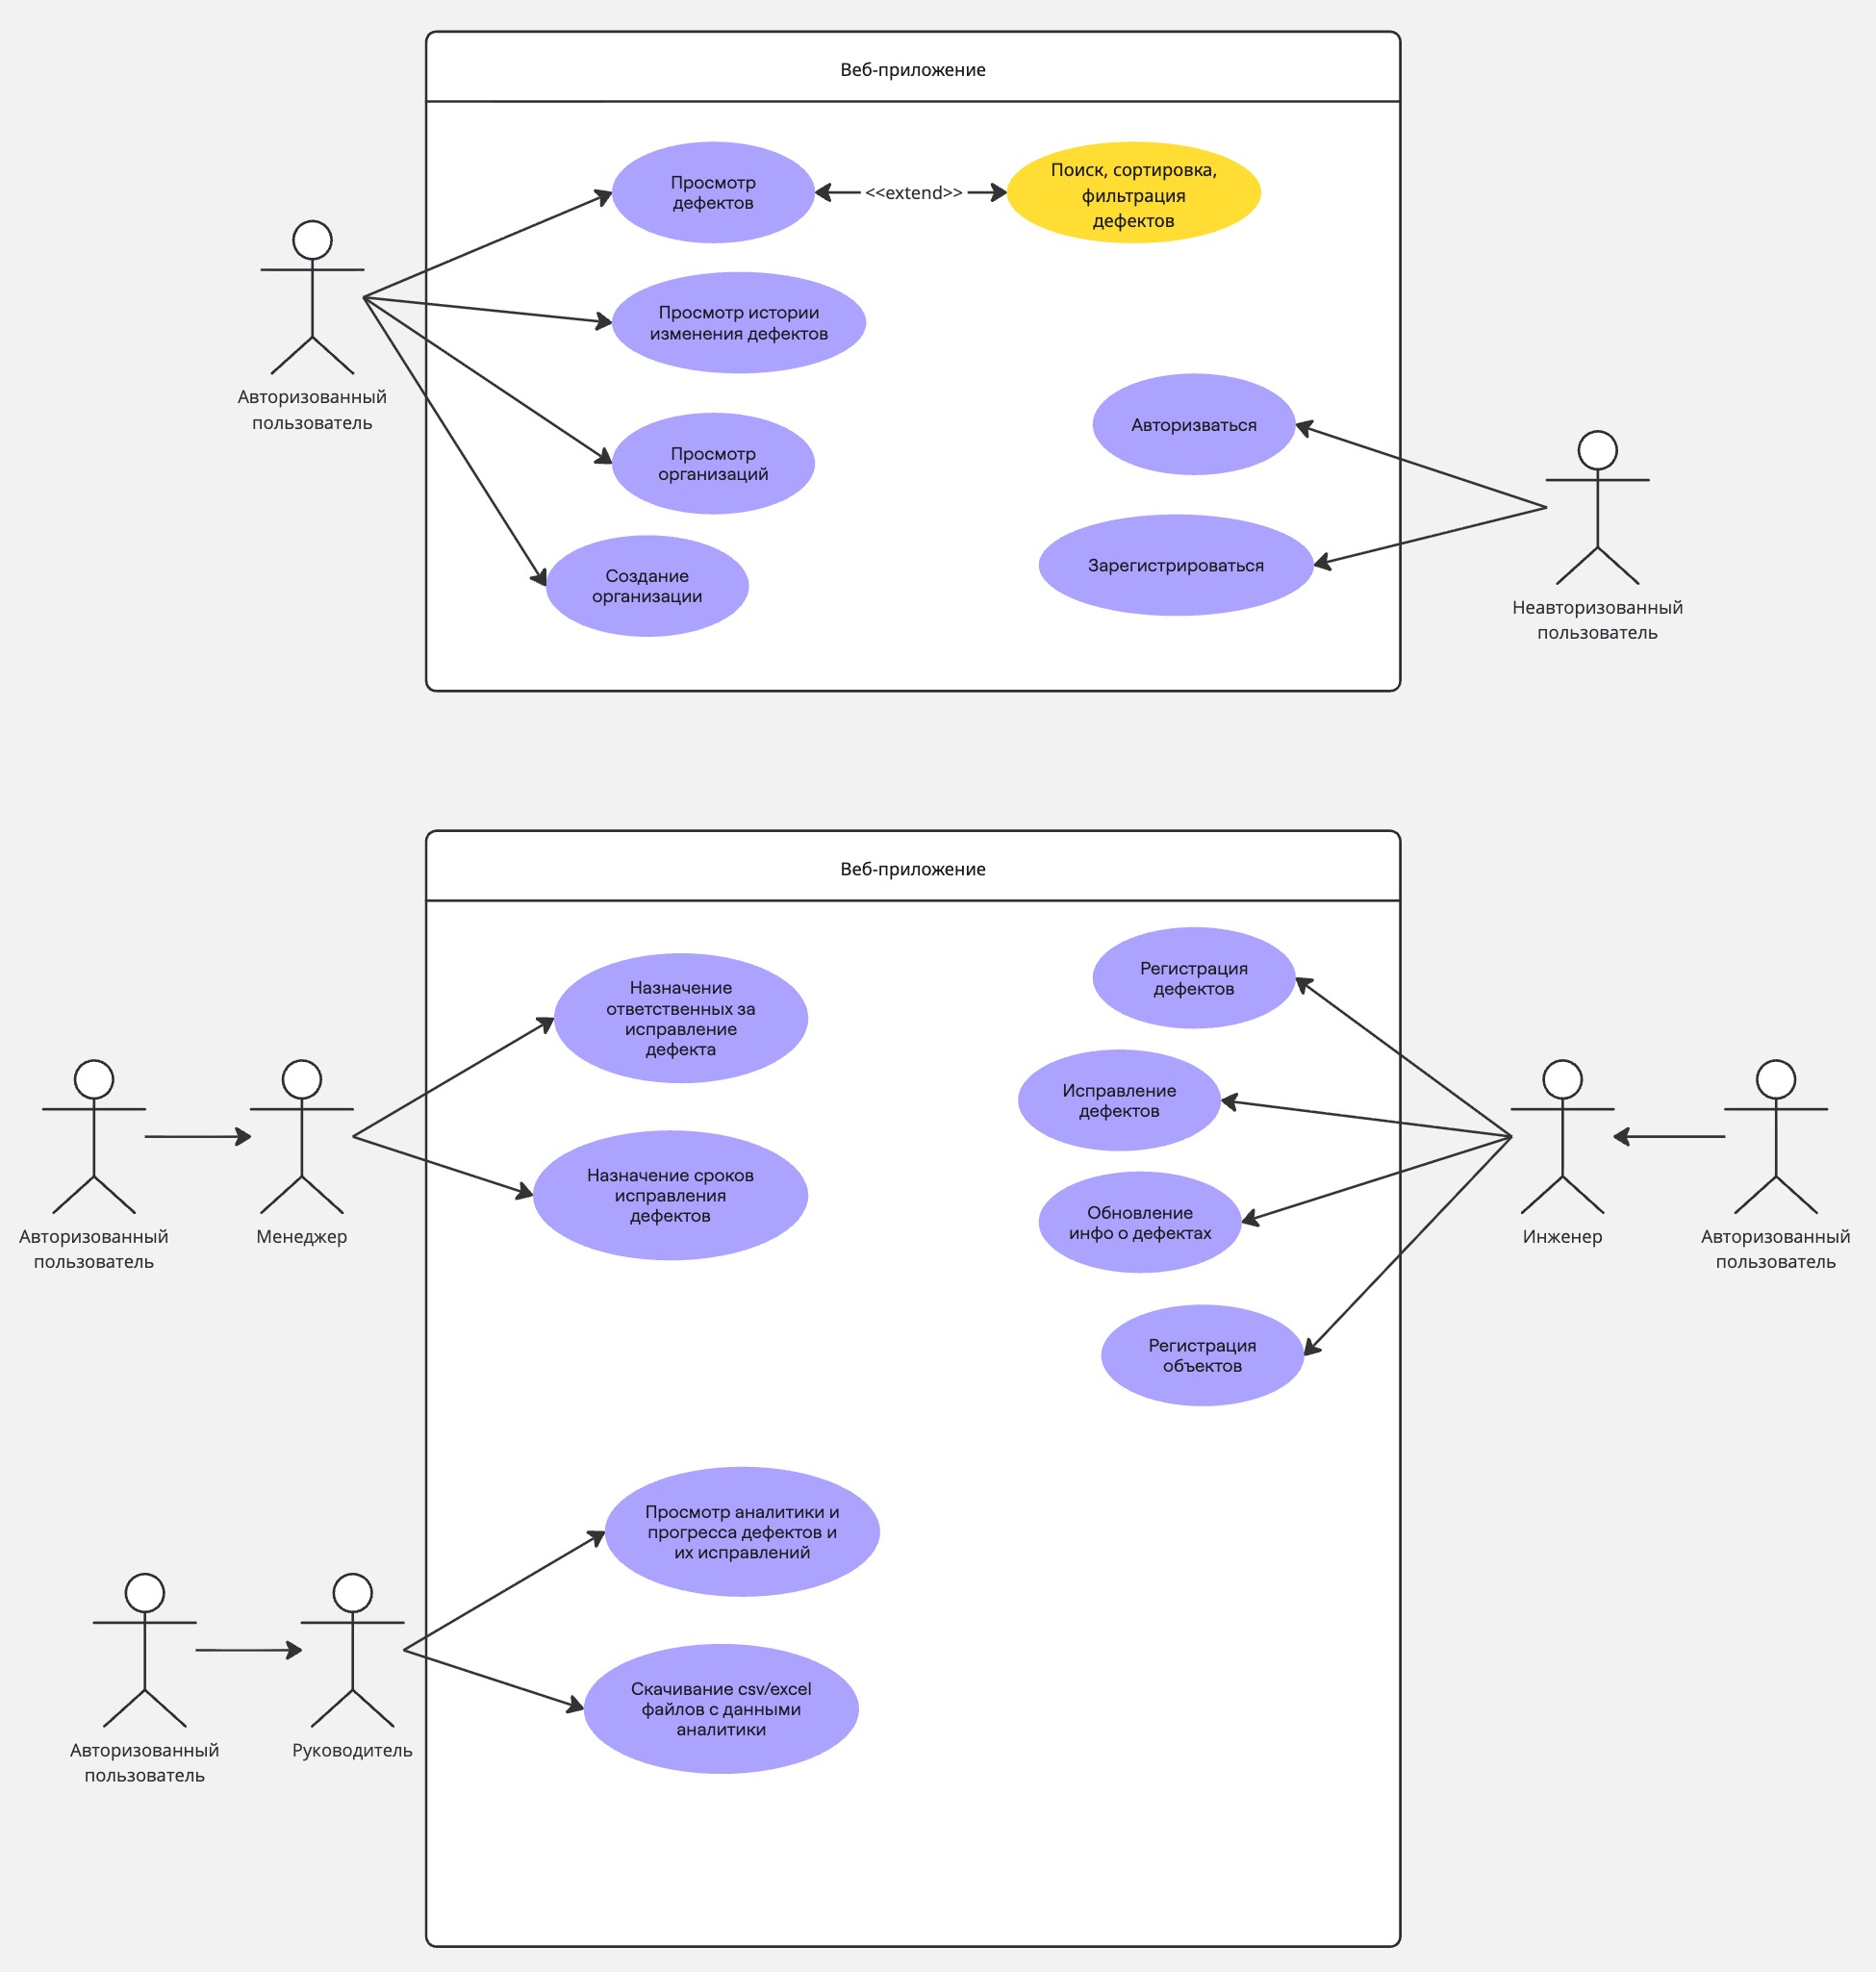 Веб-приложение
Просмотр
дефектов
<<extend>>
Поиск, сортировка,
фильтрация
дефектов
Просмотр истории
изменения дефектов
Авторизованный
пользователь
Просмотр
организаций
Авторизваться
Создание
организации
Зарегистрироваться
Неавторизованный
пользователь
Веб-приложение
Назначение
ответственных за
исправление
дефекта
Регистрация
дефектов
Исправление
дефектов
Назначение сроков
исправления
дефектов
Обновление
инфо о дефектах
Авторизованный
пользователь
Менеджер
Инженер
Авторизованный
пользователь
Регистрация
объектов
Просмотр аналитики и
прогресса дефектов и
их исправлений
Скачивание csv/excel
файлов с данными
аналитики
Авторизованный
пользователь
Руководитель